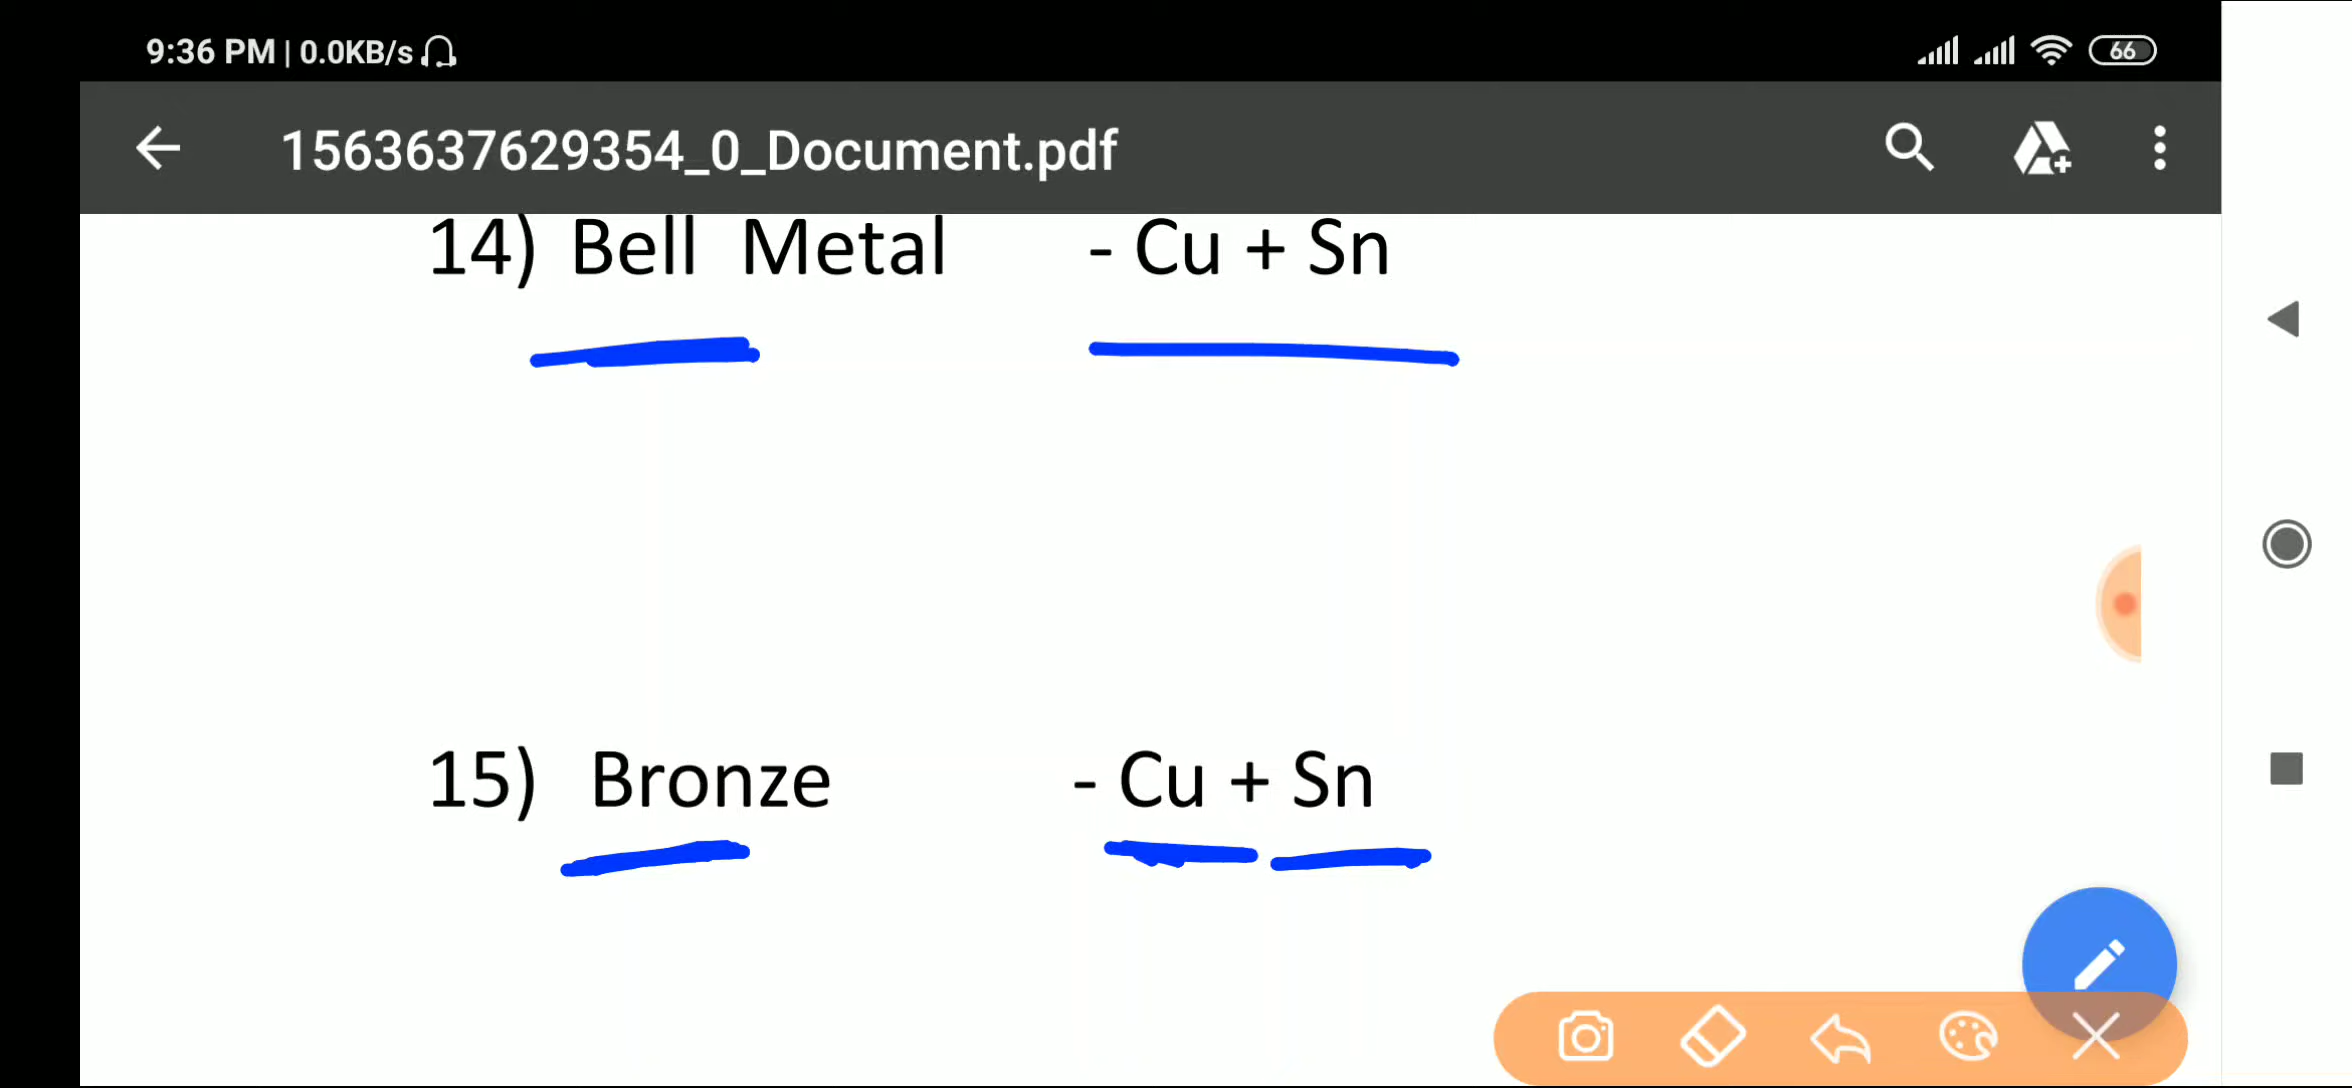 9:36 PM | 0.0KB/s 66
1563637629354_0_Document.pdf
14) Bell Metal - Cu + Sn
15) Bronze - Cu + Sn